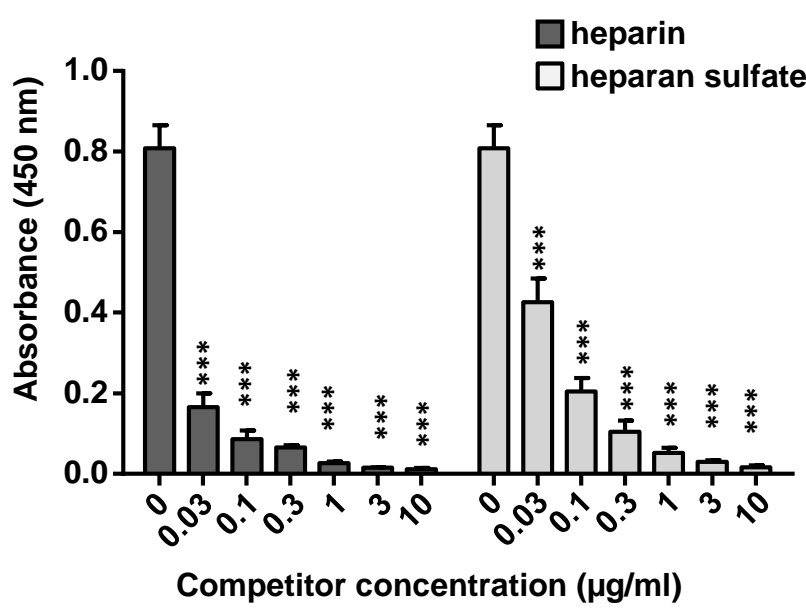 heparin
heparan sulfate
Absorbance (450 nm)
1.0
0.8
0.6
0.4
0.2
0.0
*** *** *** *** *** ***
*** *** *** *** *** ***
0 0.03 0.1 0.3 1 3 10 0 0.03 0.1 0.3 1 3 10
Competitor concentration (µg/ml)